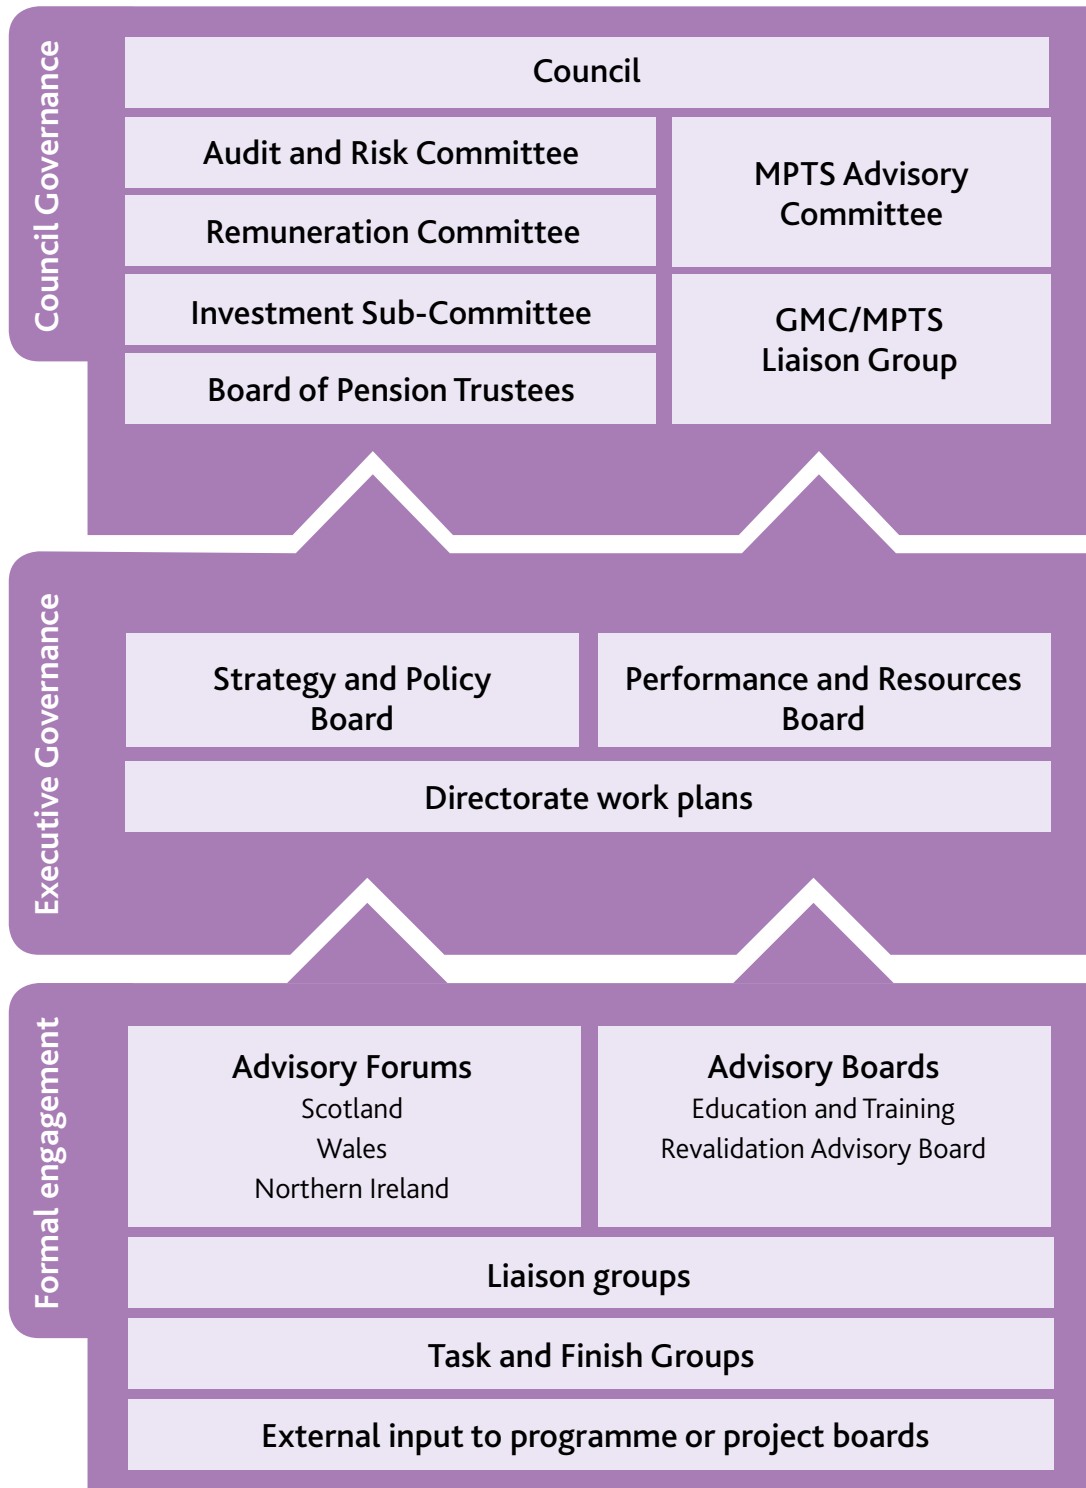 Council Governance
Council
Audit and Risk Committee
Remuneration Committee
Investment Sub-Committee
Board of Pension Trustees
MPTS Advisory
Committee
GMC/MPTS
Liaison Group
Executive Governance
Strategy and Policy
Board
Performance and Resources
Board
Directorate work plans
Formal engagement
Advisory Forums
Scotland
Wales
Northern Ireland
Advisory Boards
Education and Training
Revalidation Advisory Board
Liaison groups
Task and Finish Groups
External input to programme or project boards